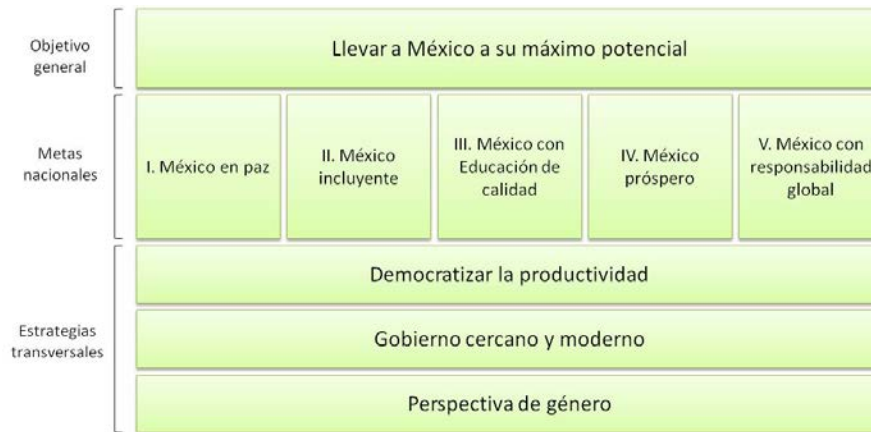 Objetivo
general
Llevar a México a su máximo potencial
Metas
nacionales
I. México en paz
II. México
incluyente
III. México con
Educación de
calidad
IV. México
próspero
V. México con
responsabilidad
global
Estrategias
transversales
Democratizar la productividad
Gobierno cercano y moderno
Perspectiva de género